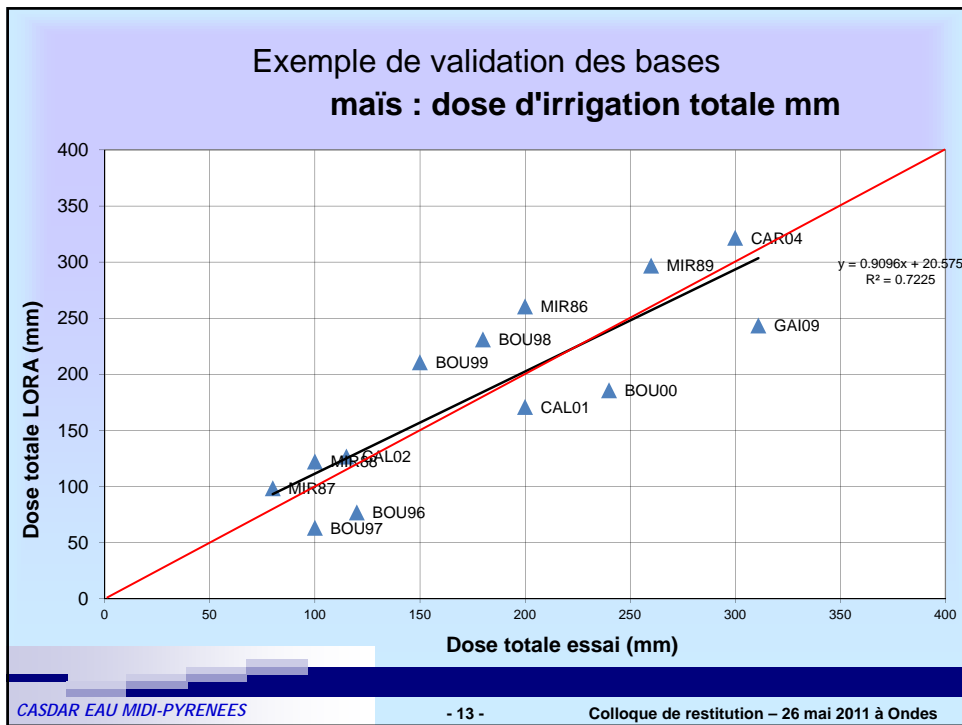 Exemple de validation des bases
maïs : dose d'irrigation totale mm
Dose totale LORA (mm)
400
350
300
250
200
150
100
50
0
CAR04
MIR89
y = 0.9096x + 20.575
R² = 0.7225
MIR86
GAI09
BOU98
BOU99
BOU00
CAL01
CAL02
MIR88
MIR87
BOU96
BOU97
0 50 100 150 200 250 300 350 400
Dose totale essai (mm)
CASDAR EAU MIDI-PYRENEES - 13 - Colloque de restitution – 26 mai 2011 à Ondes